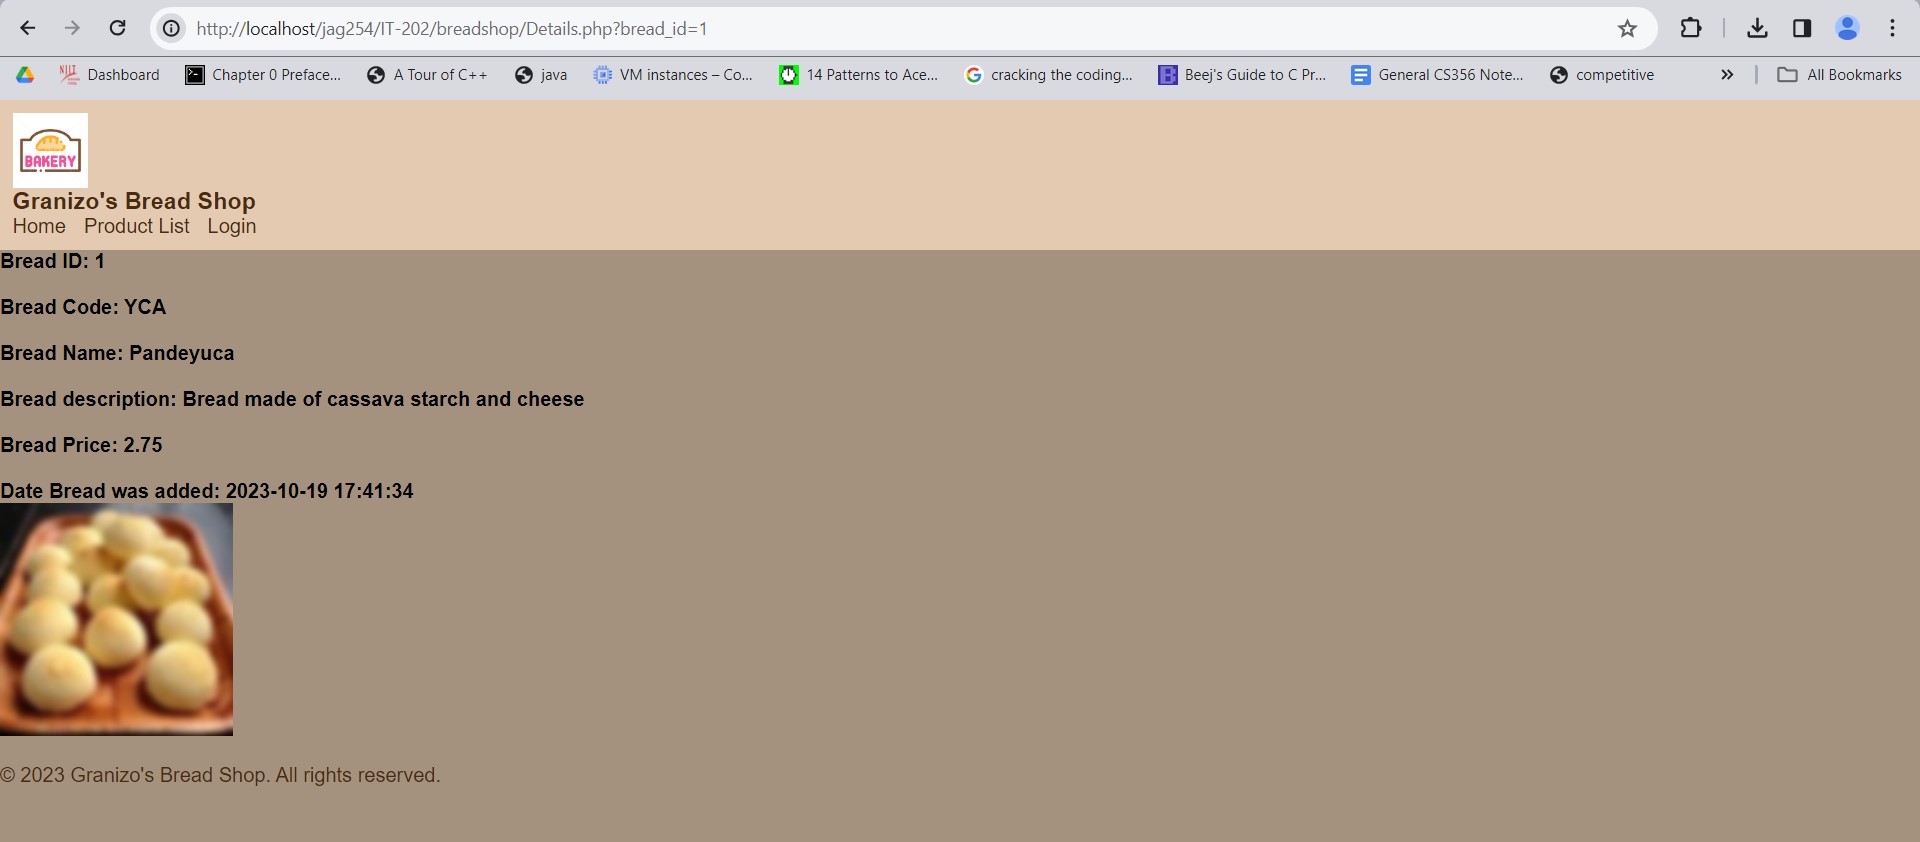 http://localhost/jag254/IT-202/breadshop/Details.php?bread_id=1
Dashboard Chapter 0 Preface... A Tour of C++ java VM instances – Co... 14 Patterns to Ace... cracking the coding... Beej's Guide to C Pr... General CS356 Note... competitive » All Bookmarks
BAKERY
Granizo's Bread Shop
Home Product List Login
Bread ID: 1
Bread Code: YCA
Bread Name: Pandeyuca
Bread description: Bread made of cassava starch and cheese
Bread Price: 2.75
Date Bread was added: 2023-10-19 17:41:34
© 2023 Granizo's Bread Shop. All rights reserved.